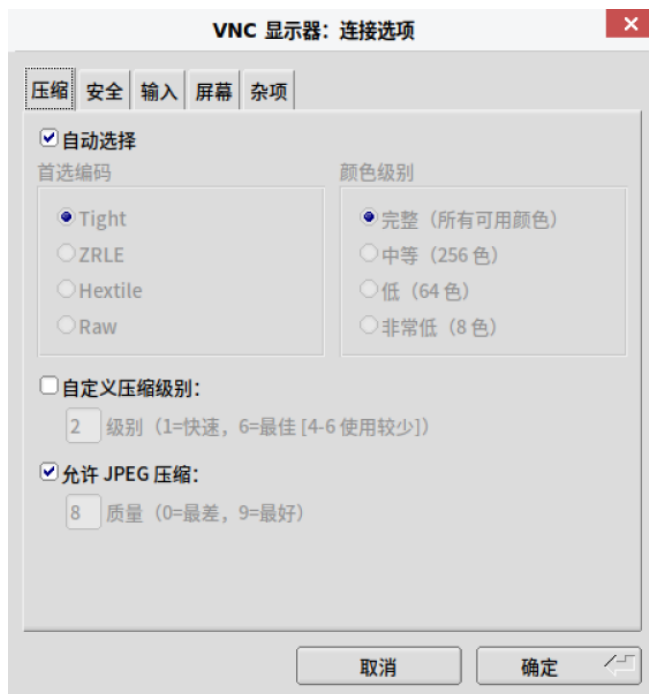 VNC 显示器：连接选项
压缩 安全 输入 屏幕 杂项
自动选择
首选编码
Tight
ZRLE
Hextile
Raw
颜色级别
完整（所有可用颜色）
中等（256 色）
低（64 色）
非常低（8 色）
自定义压缩级别：
2 级别（1=快速，6=最佳 [4-6 使用较少]）
允许 JPEG 压缩：
8 质量（0=最差，9=最好）
取消 确定